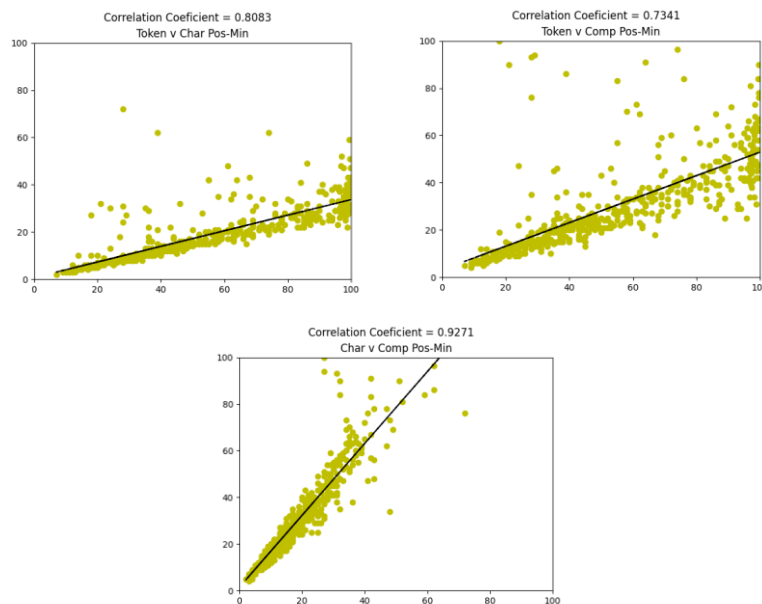 Correlation Coeficient = 0.8083
Token v Char Pos-Min
100
80
60
40
20
0
0 20 40 60 80 100
Correlation Coeficient = 0.7341
Token v Comp Pos-Min
100
80
60
40
20
0
0 20 40 60 80 100
Correlation Coeficient = 0.9271
Char v Comp Pos-Min
100
80
60
40
20
0
0 20 40 60 80 100